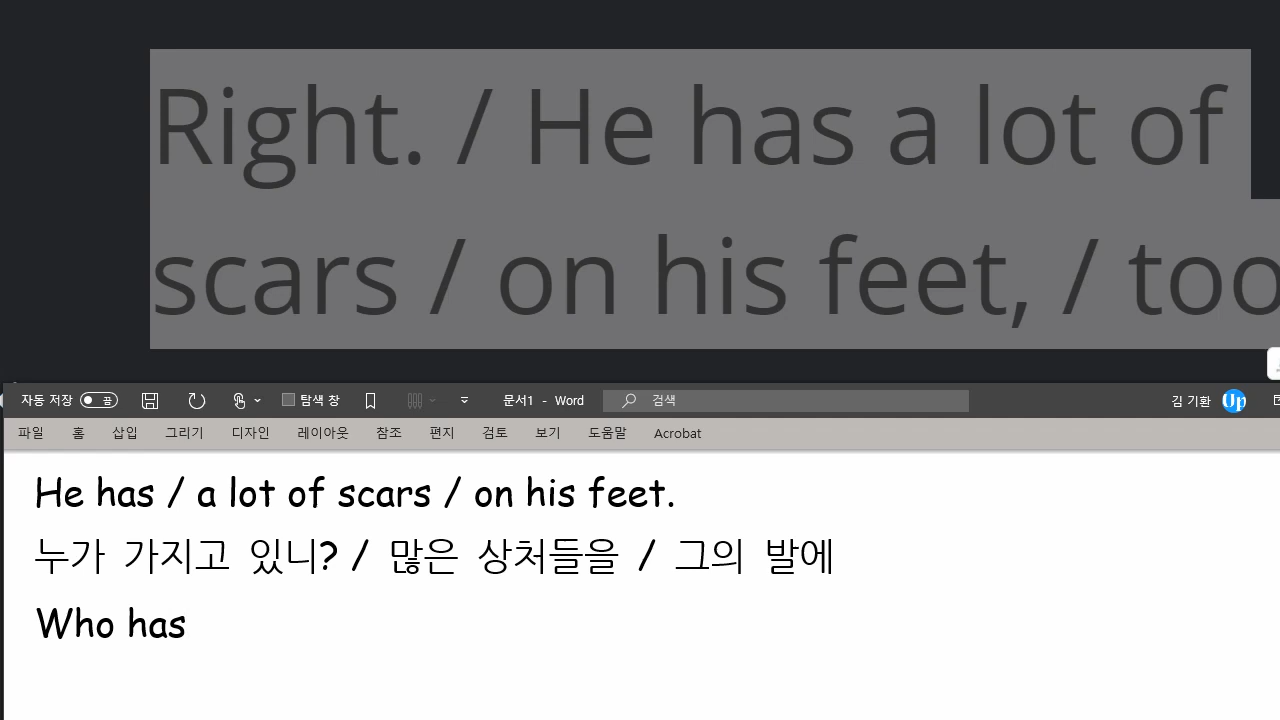 Right. / He has a lot of
scars / on his feet, / too
자동 저장 끔 탐색 창 문서1 - Word 검색 김 기환 Up
파일 홈 삽입 그리기 디자인 레이아웃 참조 편지 검토 보기 도움말 Acrobat
He has / a lot of scars / on his feet.
누가 가지고 있니? / 많은 상처들을 / 그의 발에
Who has